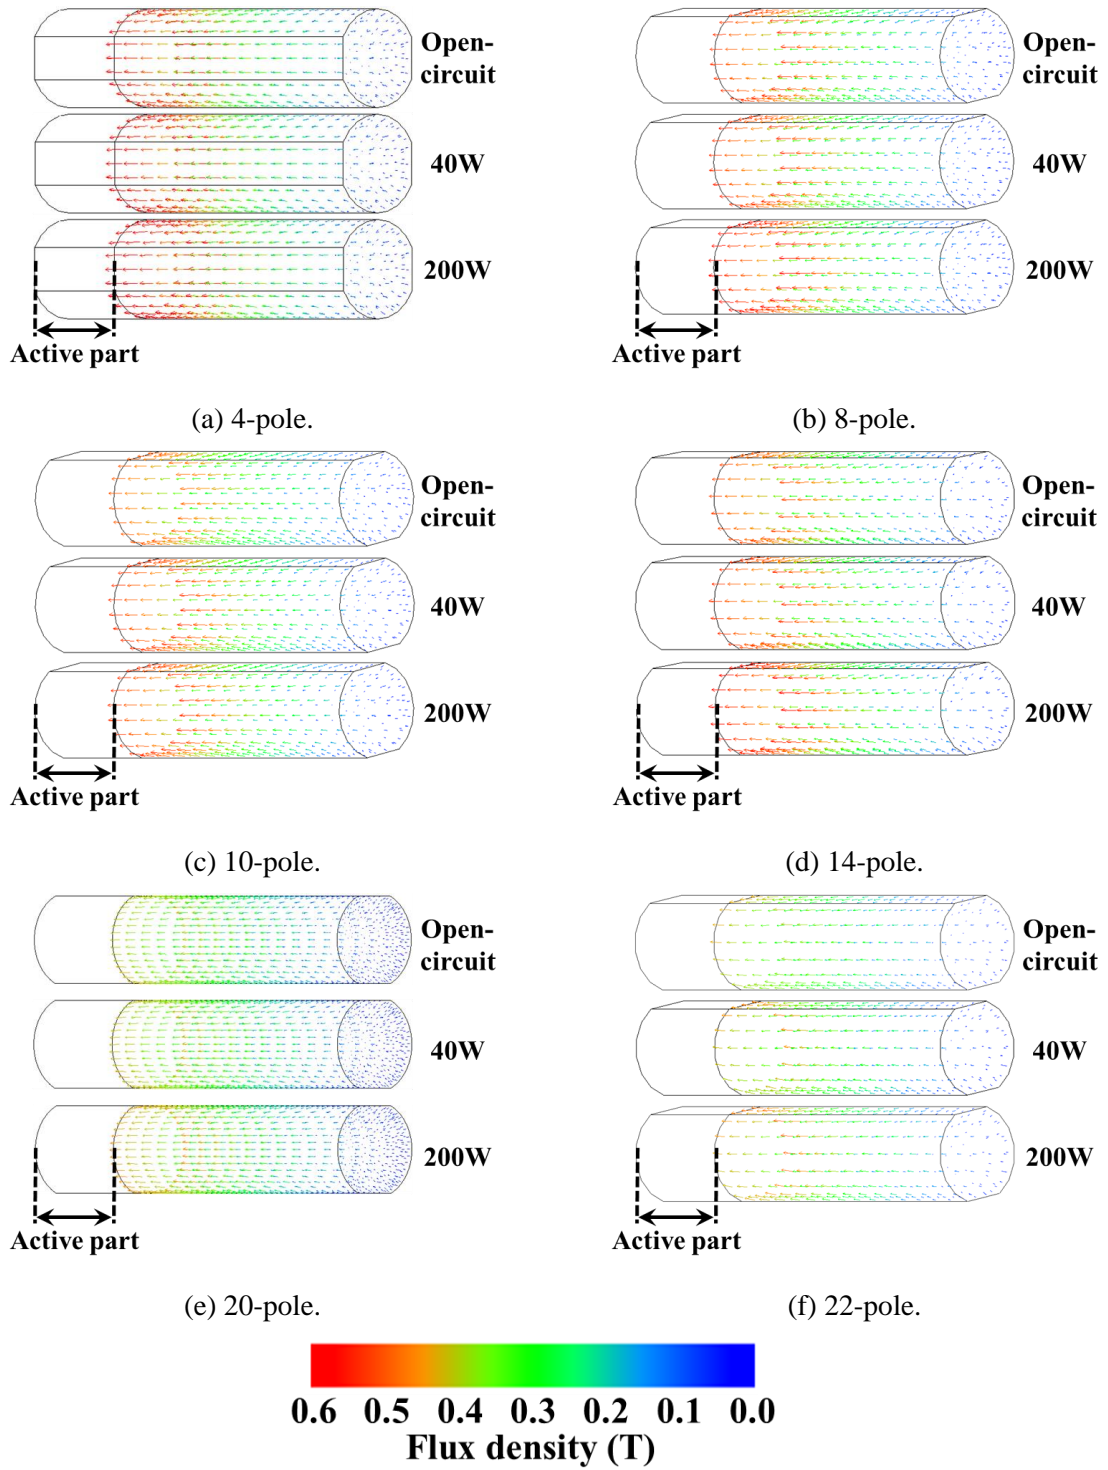 Open-
circuit
40W
200W
Active part
(a) 4-pole.
Open-
circuit
40W
200W
Active part
(b) 8-pole.
Open-
circuit
40W
200W
Active part
(c) 10-pole.
Open-
circuit
40W
200W
Active part
(d) 14-pole.
Open-
circuit
40W
200W
Active part
(e) 20-pole.
Open-
circuit
40W
200W
Active part
(f) 22-pole.
0.6 0.5 0.4 0.3 0.2 0.1 0.0
Flux density (T)